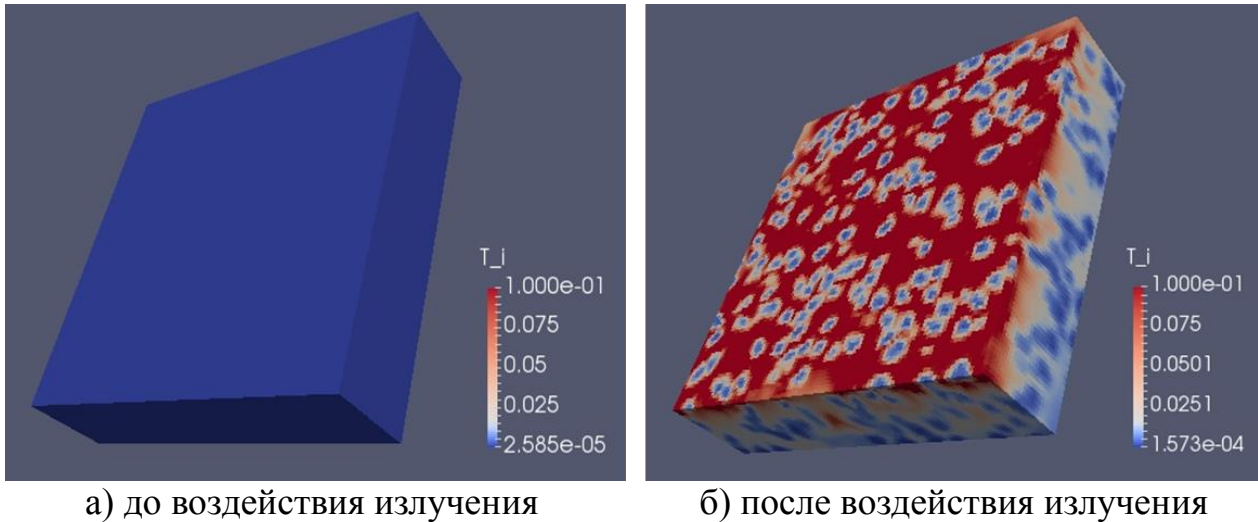 T_i
1.000e-01
0.075
0.05
0.025
2.585e-05
T_i
1.000e-01
0.075
0.0501
0.0251
1.573e-04
а) до воздействия излучения
б) после воздействия излучения